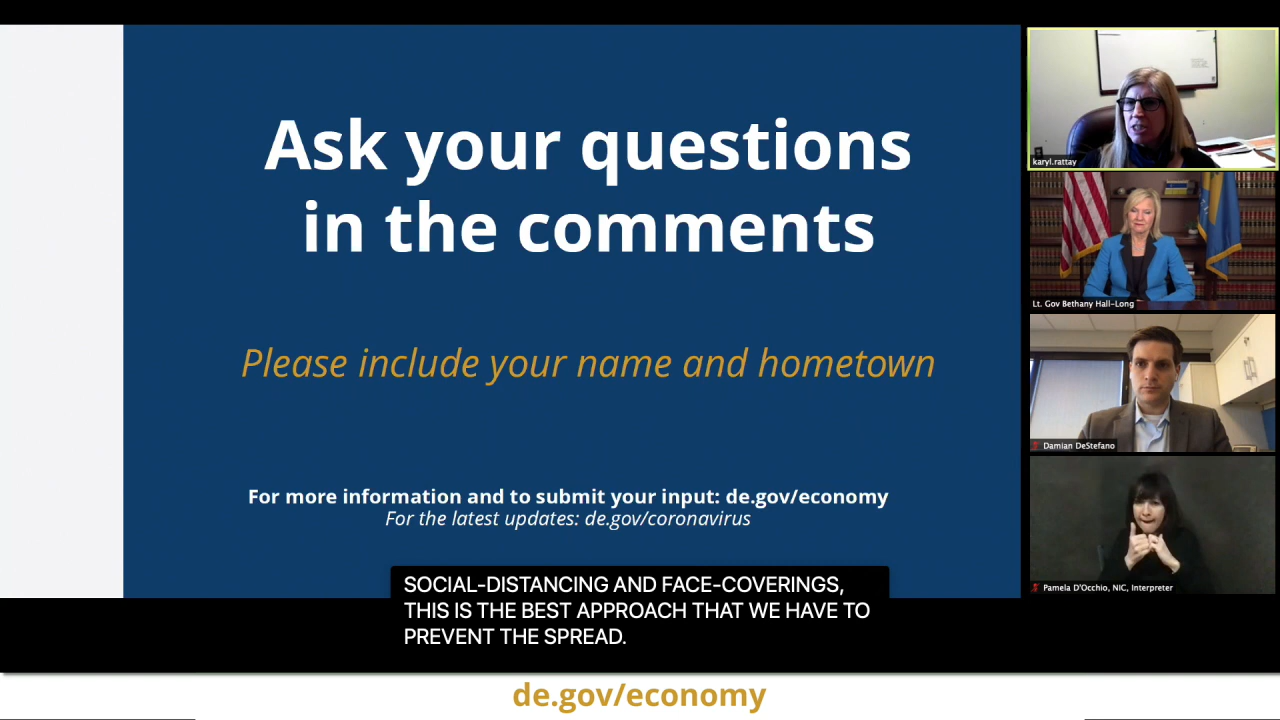 Ask your questions
in the comments
Please include your name and hometown
For more information and to submit your input: de.gov/economy
For the latest updates: de.gov/coronavirus
SOCIAL-DISTANCING AND FACE-COVERINGS,
THIS IS THE BEST APPROACH THAT WE HAVE TO
PREVENT THE SPREAD.
de.gov/economy
karyl.rattay
Lt. Gov Bethany Hall-Long
Damian DeStefano
Pamela D'Occhio, NIC, Interpreter